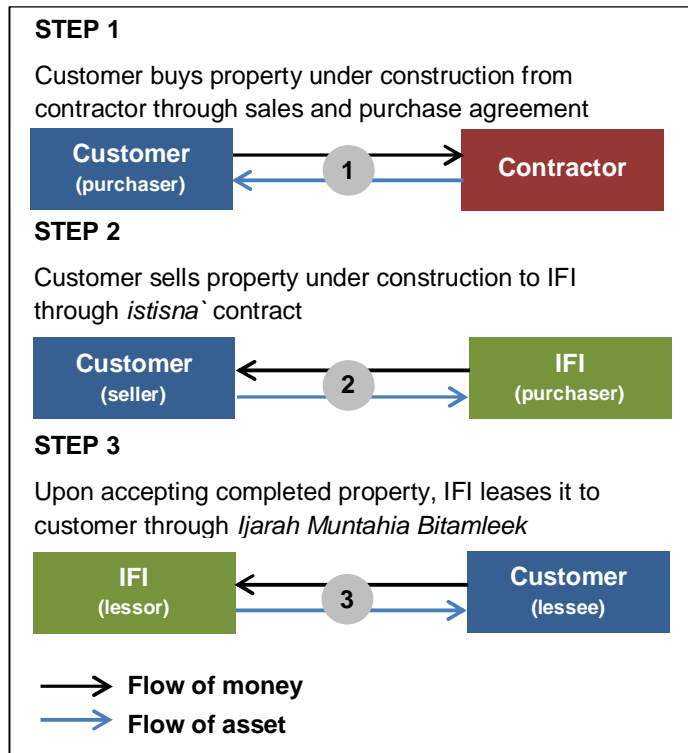 STEP 1
Customer buys property under construction from
contractor through sales and purchase agreement
Customer
(purchaser)
1
Contractor
STEP 2
Customer sells property under construction to IFI
through istisna` contract
Customer
(seller)
2
IFI
(purchaser)
STEP 3
Upon accepting completed property, IFI leases it to
customer through Ijarah Muntahia Bitamleek
IFI
(lessor)
3
Customer
(lessee)
Flow of money
Flow of asset